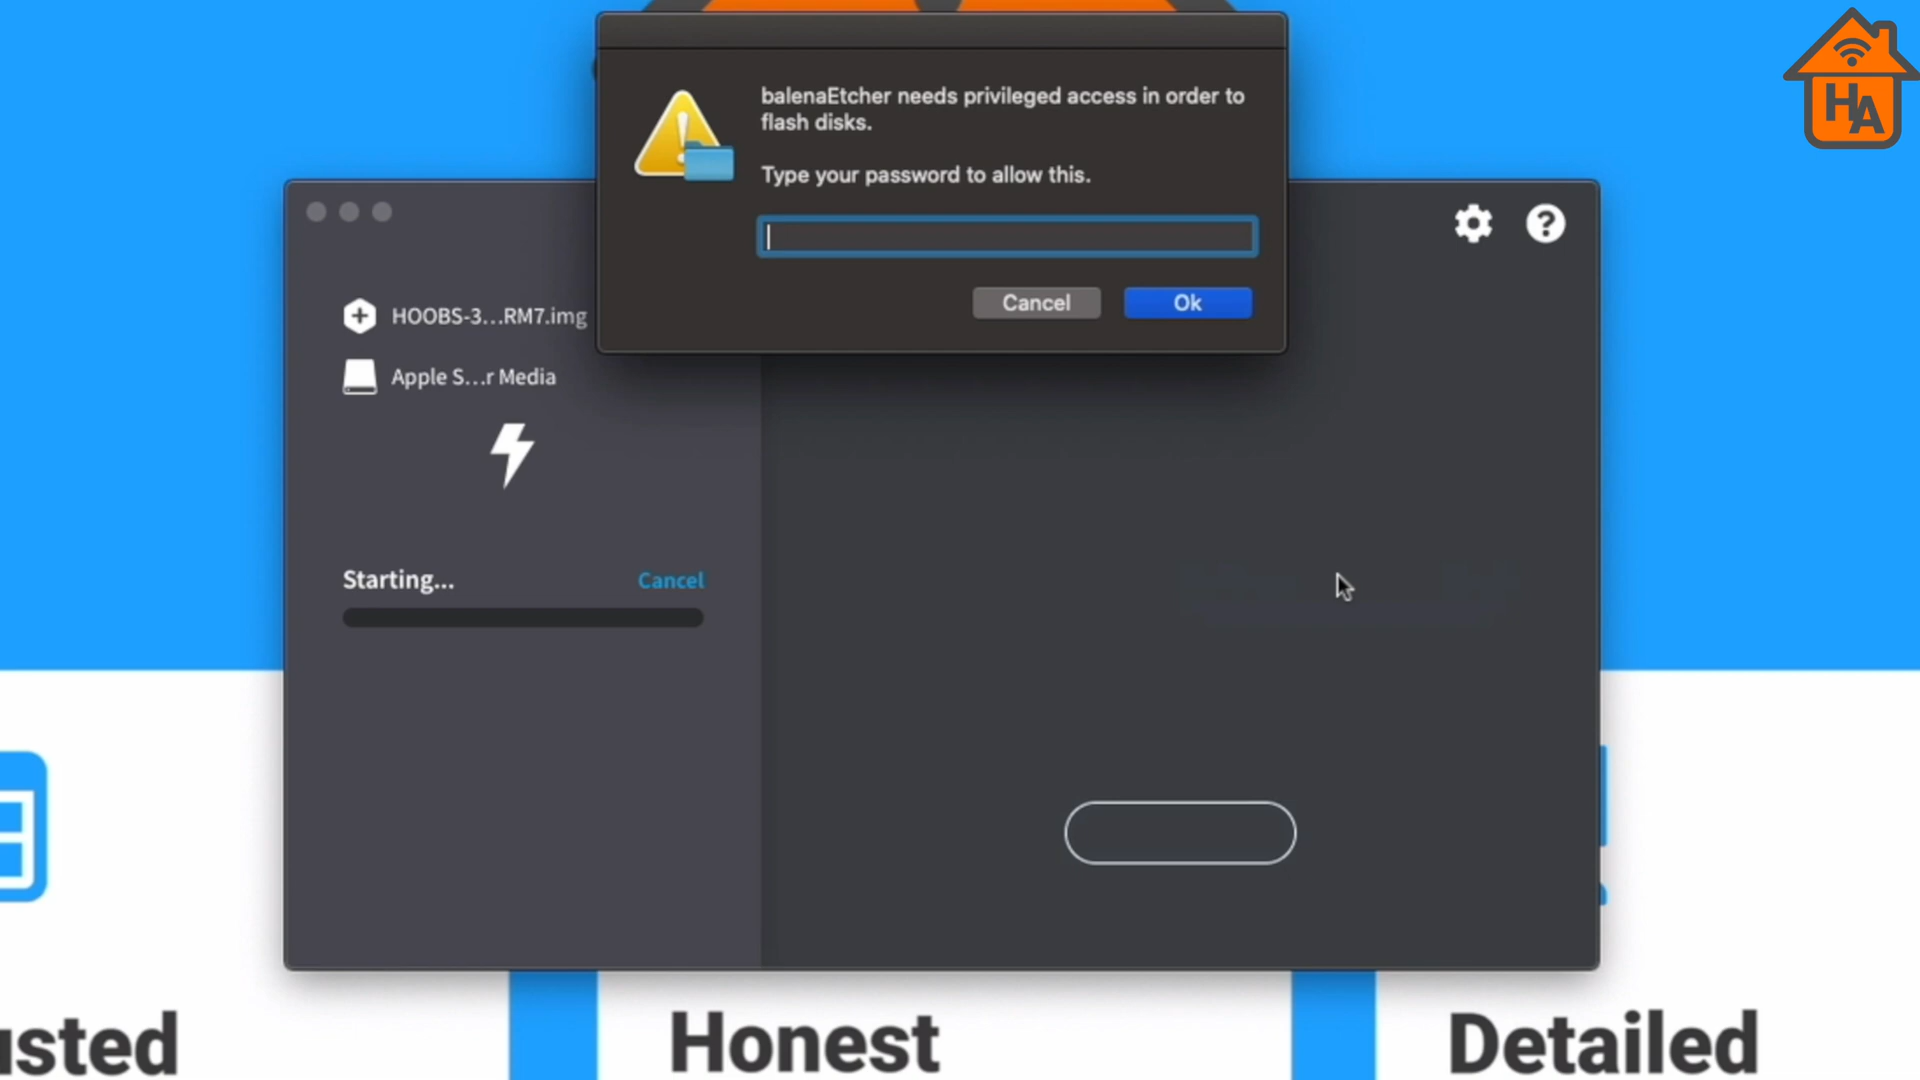 HA
balenaEtcher needs privileged access in order to
flash disks.
Type your password to allow this.
Cancel
Ok
HOOBS-3...RM7.img
Apple S...r Media
Starting...
Cancel
usted
Honest
Detailed